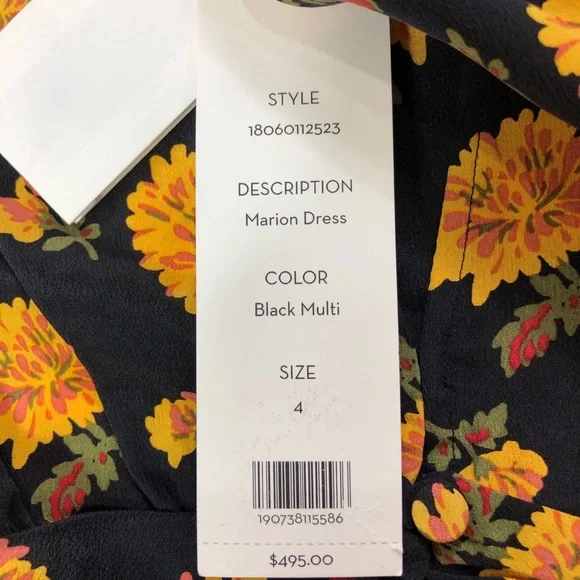 STYLE
18060112523
DESCRIPTION
Marion Dress
COLOR
Black Multi
SIZE
4
190738115586
$495.00